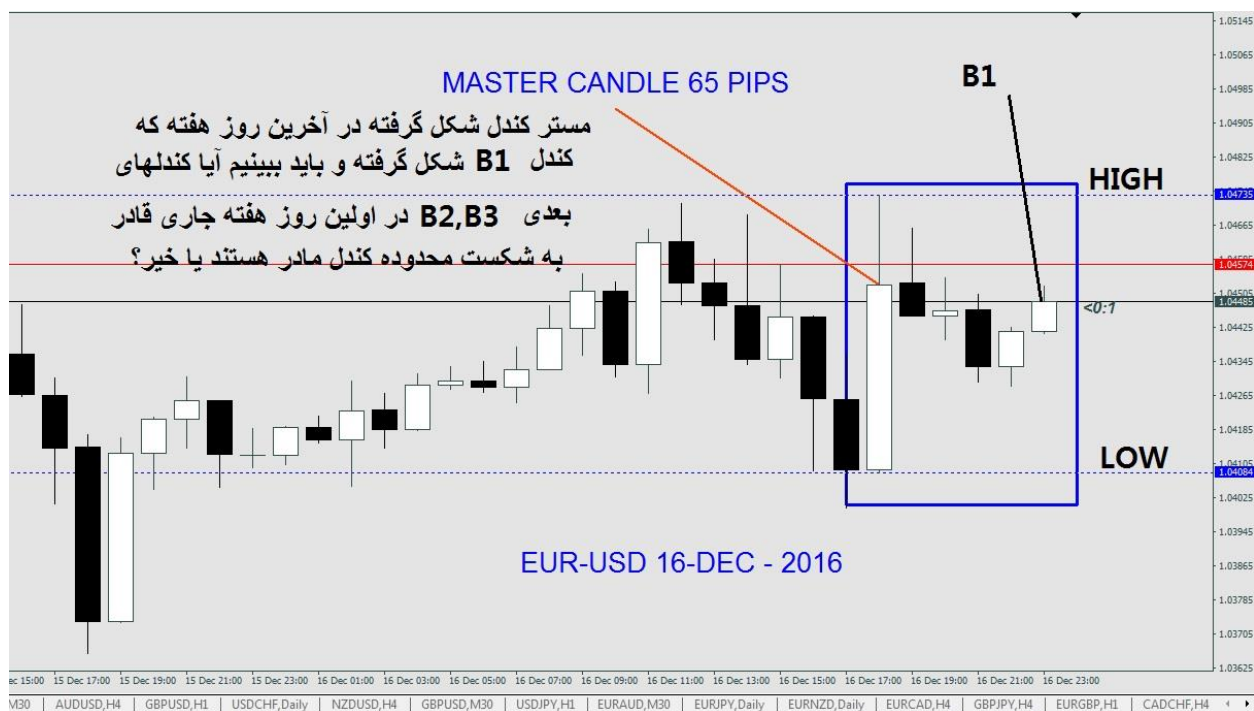 MASTER CANDLE 65 PIPS
B1
مستر کندل شکل گرفته در آخرین روز هفته که
کندل B1 شکل گرفته و باید ببینیم آیا کندلهای
بعدی B2,B3 در اولین روز هفته جاری قادر
به شکست محدوده کندل مادر هستند یا خیر؟
HIGH
<0:1
LOW
EUR-USD 16-DEC - 2016
1.05145
1.05065
1.04985
1.04905
1.04825
1.04735
1.04665
1.04574
1.04505
1.04485
1.04425
1.04345
1.04265
1.04185
1.04105
1.04084
1.04025
1.03945
1.03865
1.03785
1.03705
1.03625
15:00 15 Dec 17:00 15 Dec 19:00 15 Dec 21:00 15 Dec 23:00 16 Dec 01:00 16 Dec 03:00 16 Dec 05:00 16 Dec 07:00 16 Dec 09:00 16 Dec 11:00 16 Dec 13:00 16 Dec 15:00 16 Dec 17:00 16 Dec 19:00 16 Dec 21:00 16 Dec 23:00
M30 | AUDUSD,H4 | GBPUSD,H1 | USDCHF,Daily | NZDUSD,H4 | GBPUSD,M30 | USDJPY,H1 | EURAUD,M30 | EURJPY,Daily | EURNZD,Daily | EURCAD,H4 | GBPJPY,H4 | EURGBP,H1 | CADCHF,H4